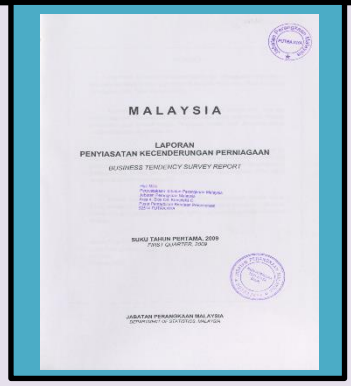 MALAYSIA
LAPORAN
PENYIASATAN KECENDERUNGAN PERNIAGAAN
BUSINESS TENDENCY SURVEY REPORT
SUKU TAHUN PERTAMA, 2009
FIRST QUARTER, 2009
JABATAN PERANGKAAN MALAYSIA
DEPARTMENT OF STATISTICS, MALAYSIA